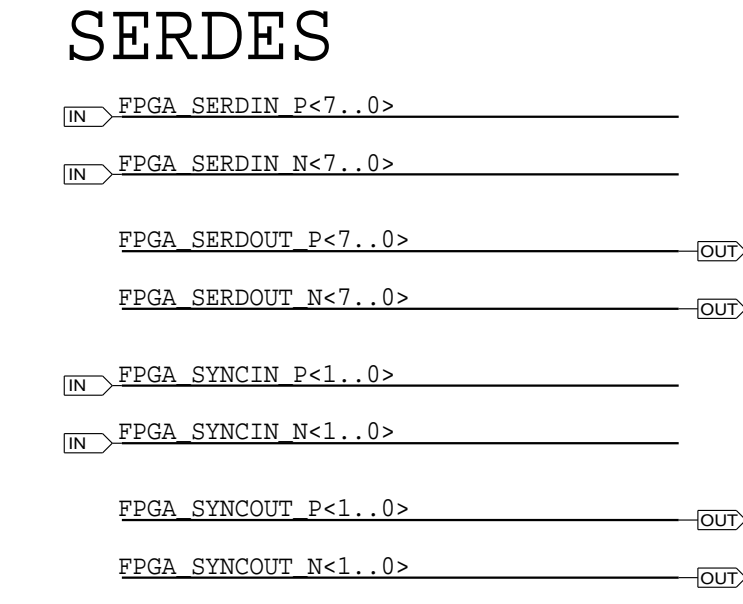 SERDES
IN FPGA_SERDIN_P<7..0>
IN FPGA_SERDIN_N<7..0>
FPGA_SERDOUT_P<7..0> OUT
FPGA_SERDOUT_N<7..0> OUT
IN FPGA_SYNCIN_P<1..0>
IN FPGA_SYNCIN_N<1..0>
FPGA_SYNCOUT_P<1..0> OUT
FPGA_SYNCOUT_N<1..0> OUT